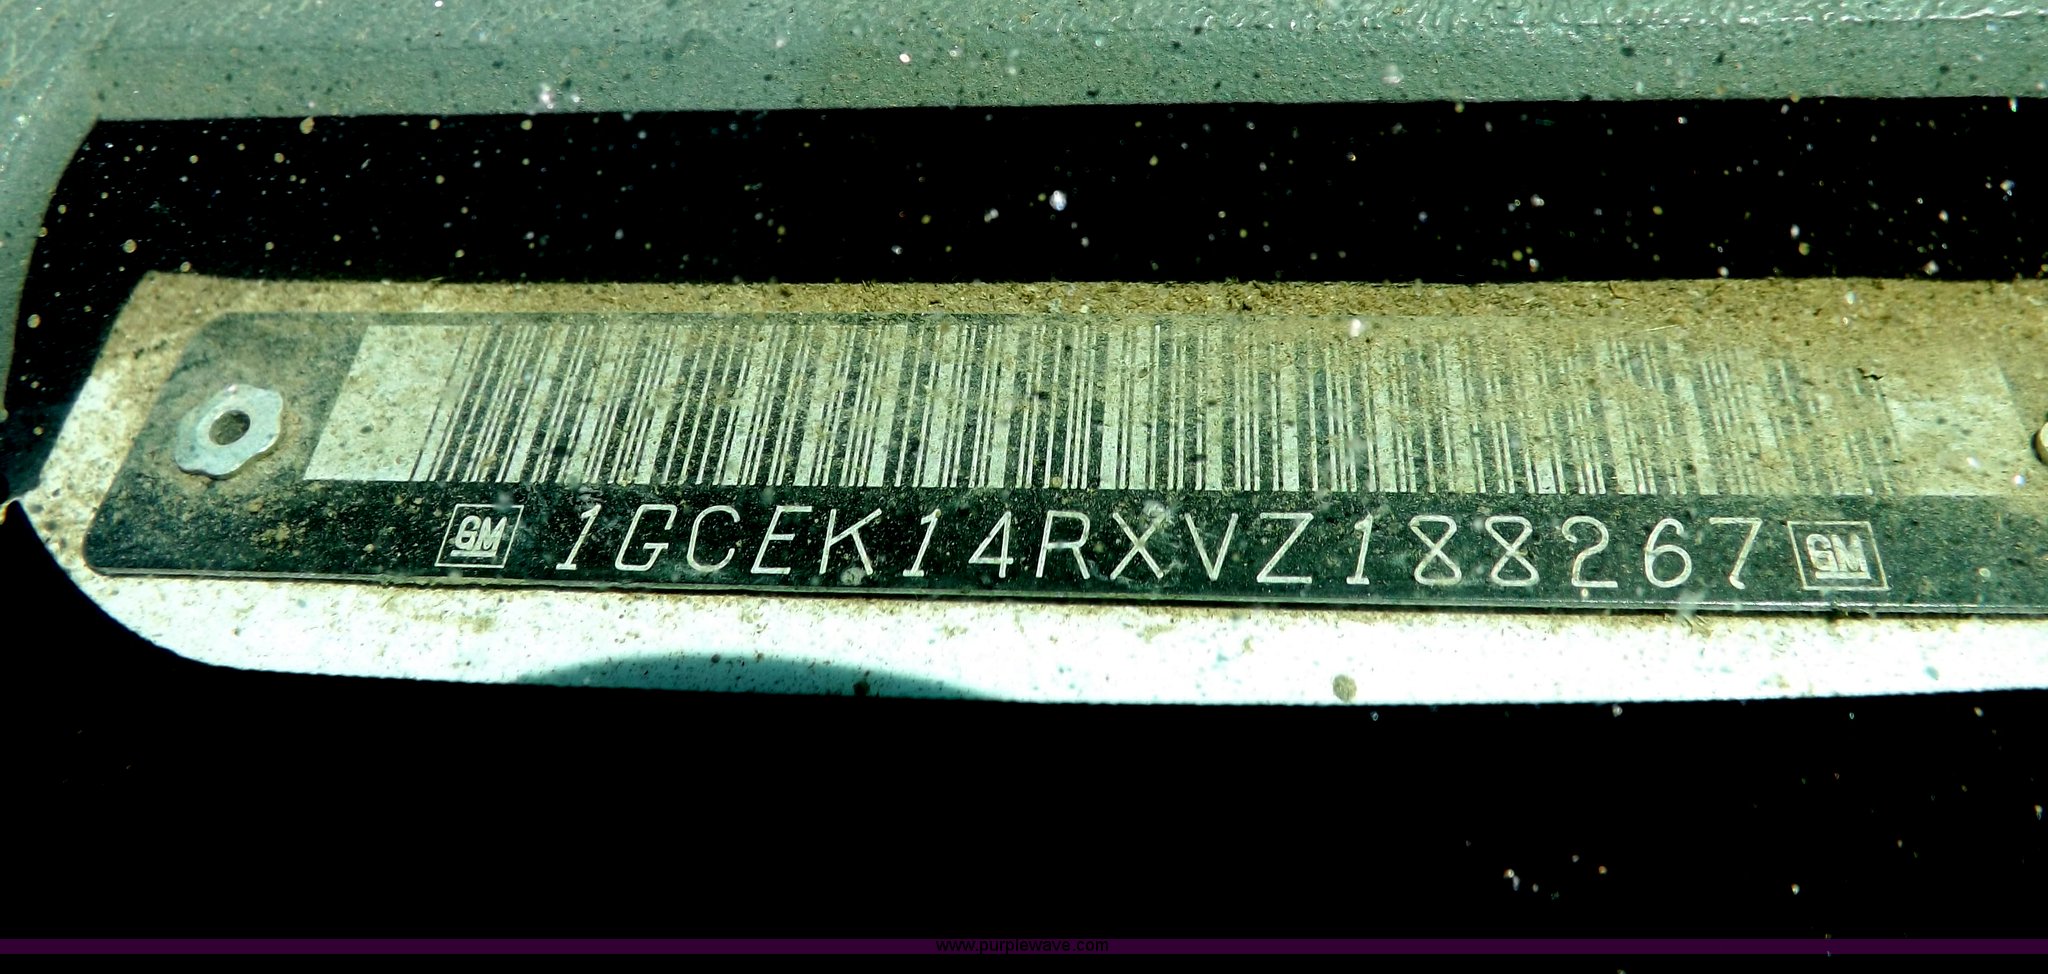 GM 1GCEK14RXVZ188267 GM
www.purplewave.com